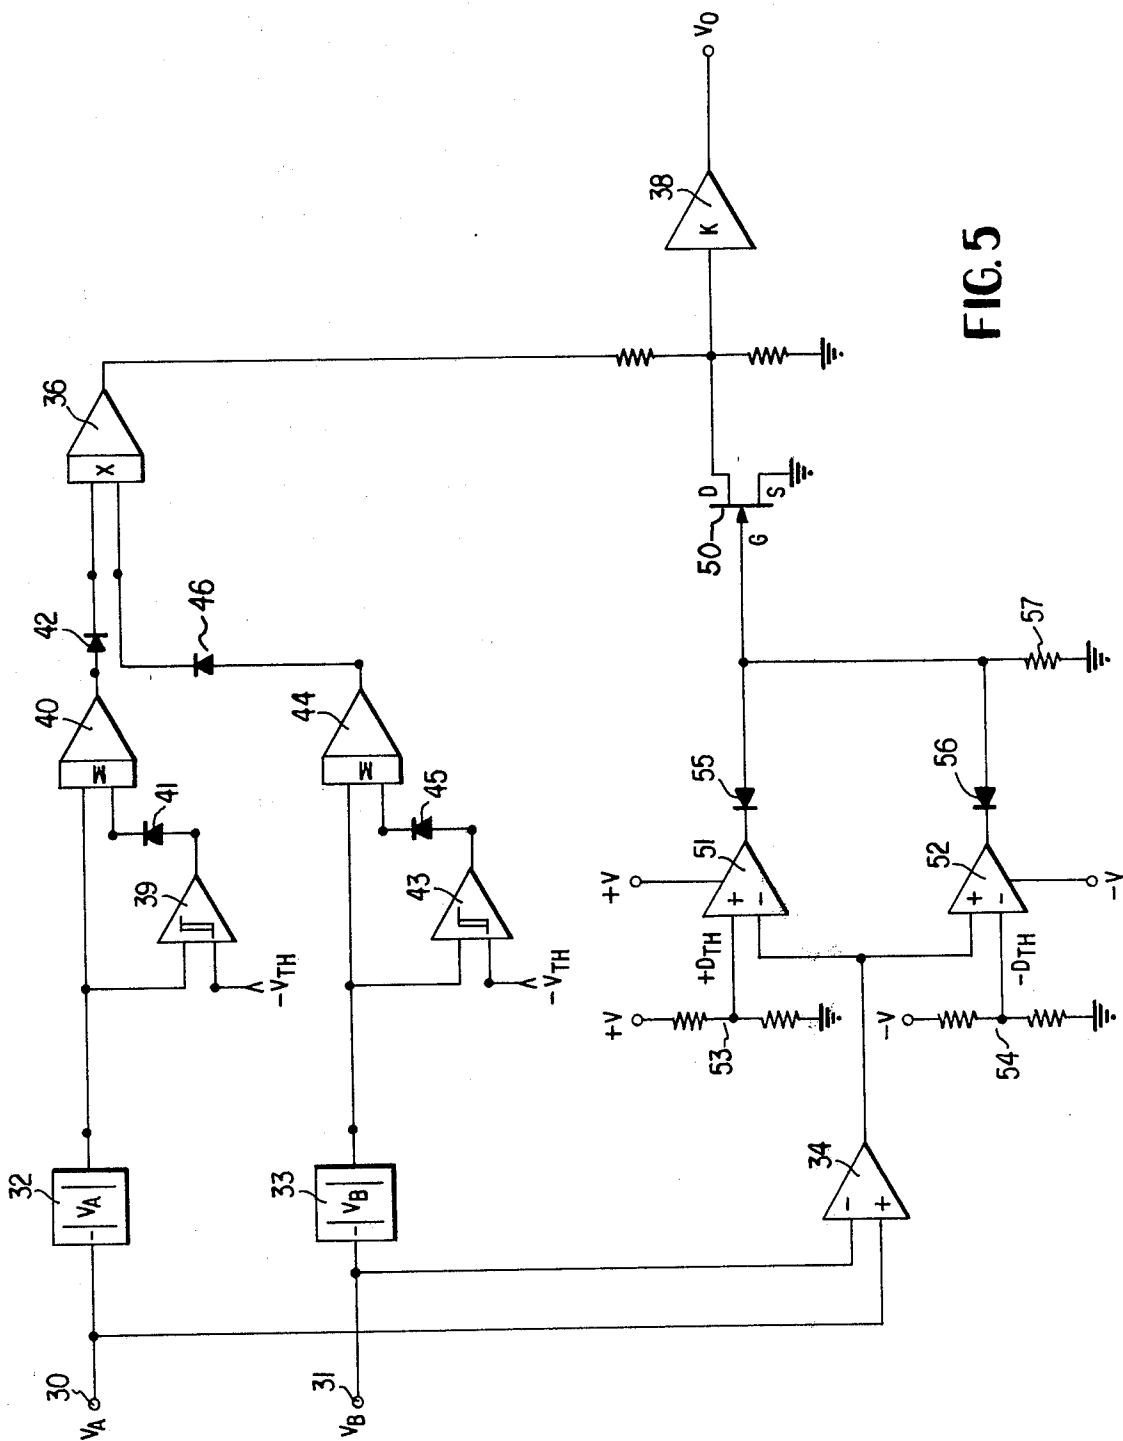 30
VA
32
-|VA|
39
-VTH
40
M
41
42
36
X
31
VB
33
-|VB|
43
-VTH
44
M
45
46
34
-
+
+V
53
+DTH
+V
51
+
-
55
-V
54
-DTH
52
+
-
-V
56
57
50
D
G
S
38
K
VO
FIG. 5